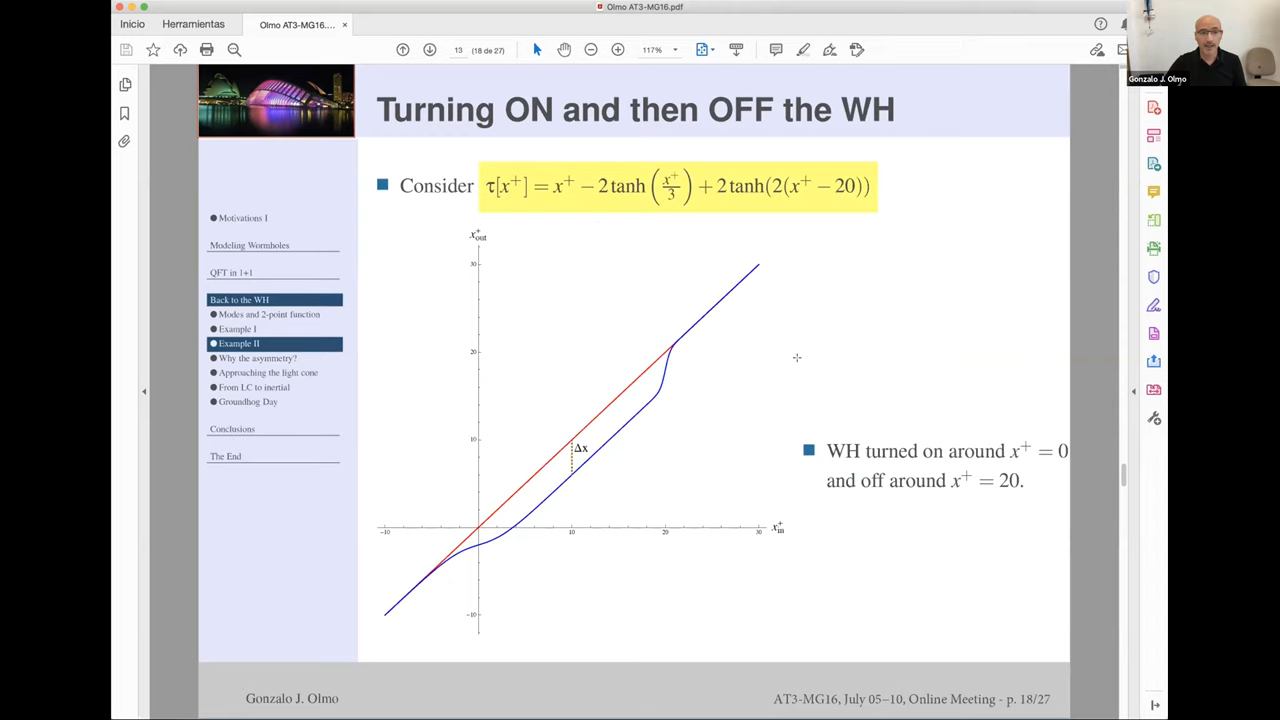 Olmo AT3-MG16.pdf
Inicio
Herramientas
Olmo AT3-MG16....
×
13
(18 de 27)
117%
Gonzalo J. Olmo
Turning ON and then OFF the WH
Consider τ[x⁺] = x⁺ − 2 tanh(x⁺/3) + 2 tanh(2(x⁺ − 20))
Motivations I
Modeling Wormholes
QFT in 1+1
Back to the WH
Modes and 2-point function
Example I
Example II
Why the asymmetry?
Approaching the light cone
From LC to inertial
Groundhog Day
Conclusions
The End
x⁺out
30
20
10
Δx
−10
10
20
30
x⁺in
−10
WH turned on around x⁺ = 0
and off around x⁺ = 20.
Gonzalo J. Olmo
AT3-MG16, July 05–10, Online Meeting - p. 18/27